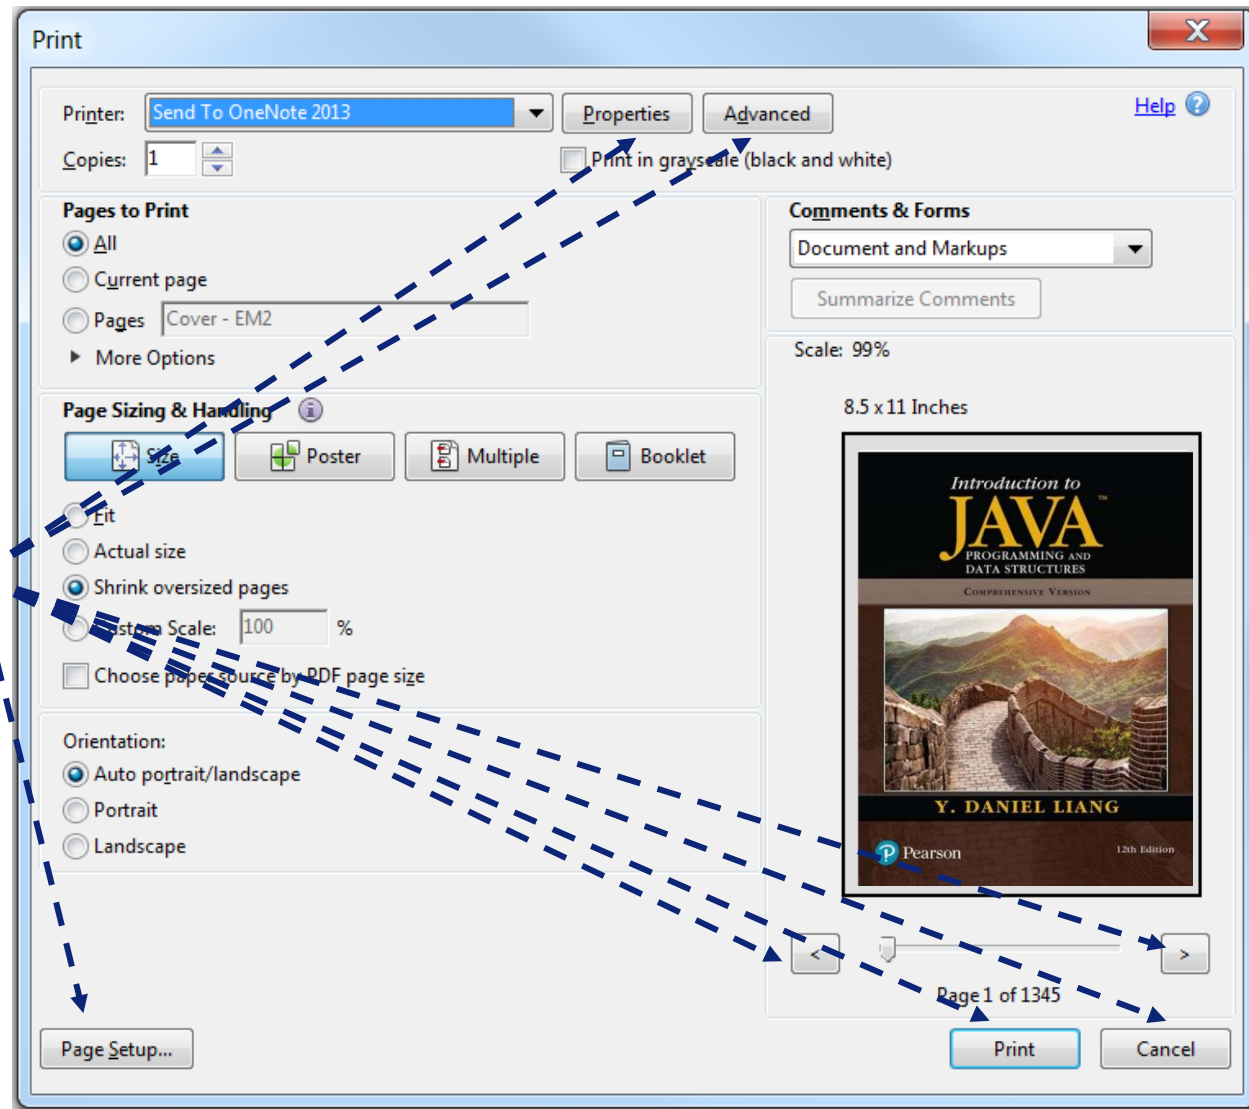 Print
X
Printer: Send To OneNote 2013 Properties Advanced Help ?
Copies: 1 Print in grayscale (black and white)
Pages to Print
All
Current page
Pages Cover - EM2
More Options
Comments & Forms
Document and Markups
Summarize Comments
Page Sizing & Handling i
Size Poster Multiple Booklet
Fit
Actual size
Shrink oversized pages
Custom Scale: 100 %
Choose paper source by PDF page size
Orientation:
Auto portrait/landscape
Portrait
Landscape
Scale: 99%
8.5 x 11 Inches
Introduction to
JAVA™
PROGRAMMING AND
DATA STRUCTURES
COMPREHENSIVE VERSION
Y. DANIEL LIANG
P Pearson 12th Edition
< >
Page 1 of 1345
Page Setup... Print Cancel